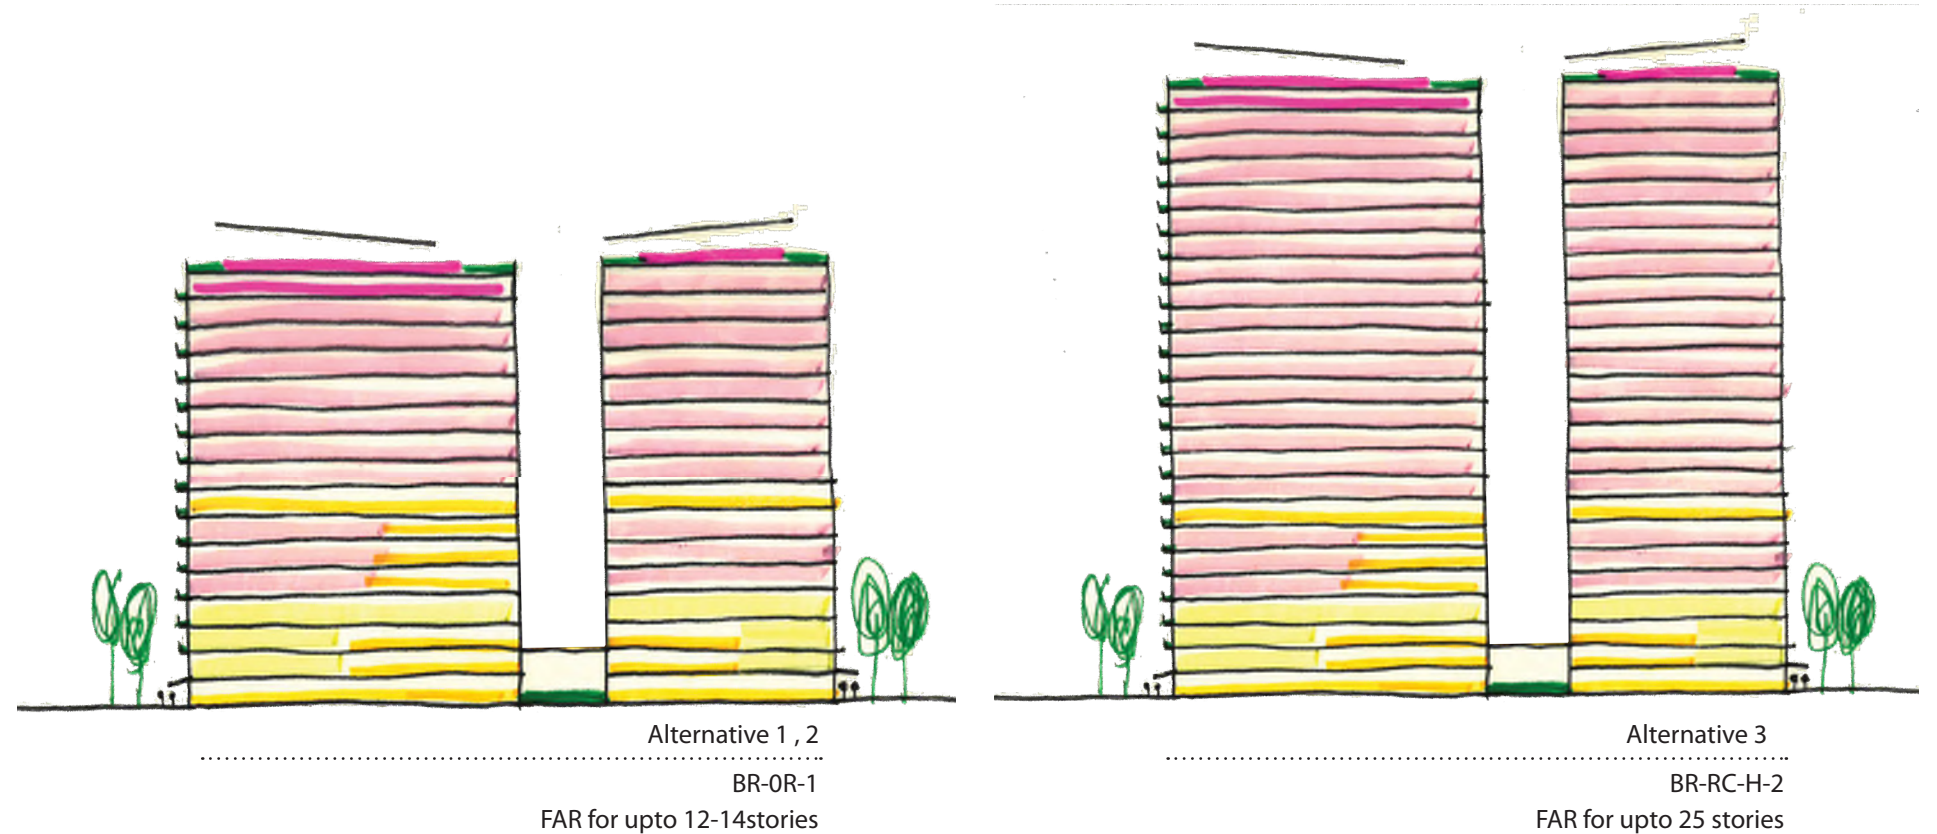 Alternative 1 , 2
BR-0R-1
FAR for upto 12-14stories
Alternative 3
BR-RC-H-2
FAR for upto 25 stories